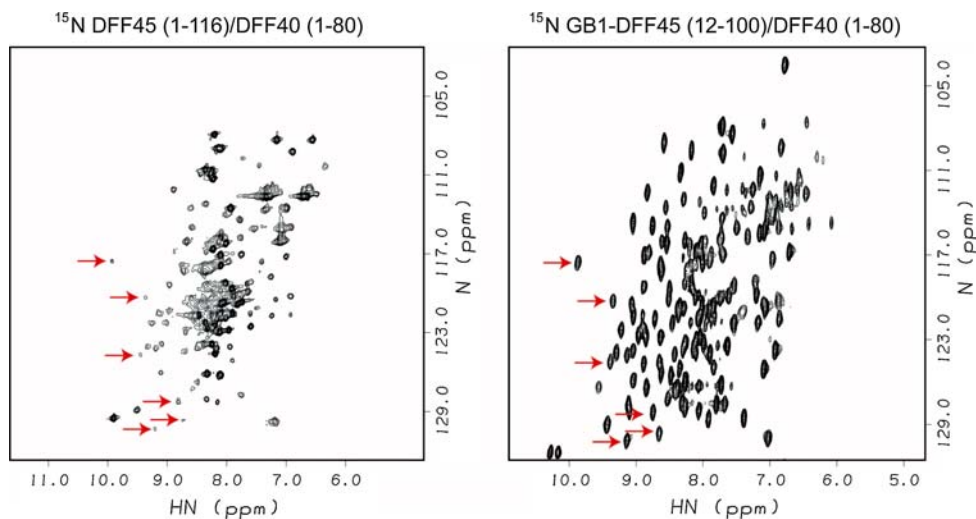 15N DFF45 (1-116)/DFF40 (1-80)
105.0
111.0
117.0
123.0
129.0
N (ppm)
11.0 10.0 9.0 8.0 7.0 6.0
HN (ppm)
15N GB1-DFF45 (12-100)/DFF40 (1-80)
105.0
111.0
117.0
123.0
129.0
N (ppm)
10.0 9.0 8.0 7.0 6.0 5.0
HN (ppm)